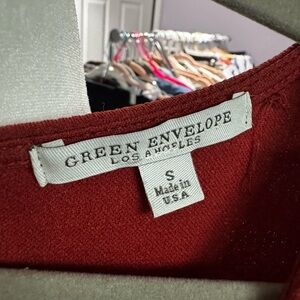 GREEN ENVELOPE
LOS ANGELES
S
Made in
U.S.A